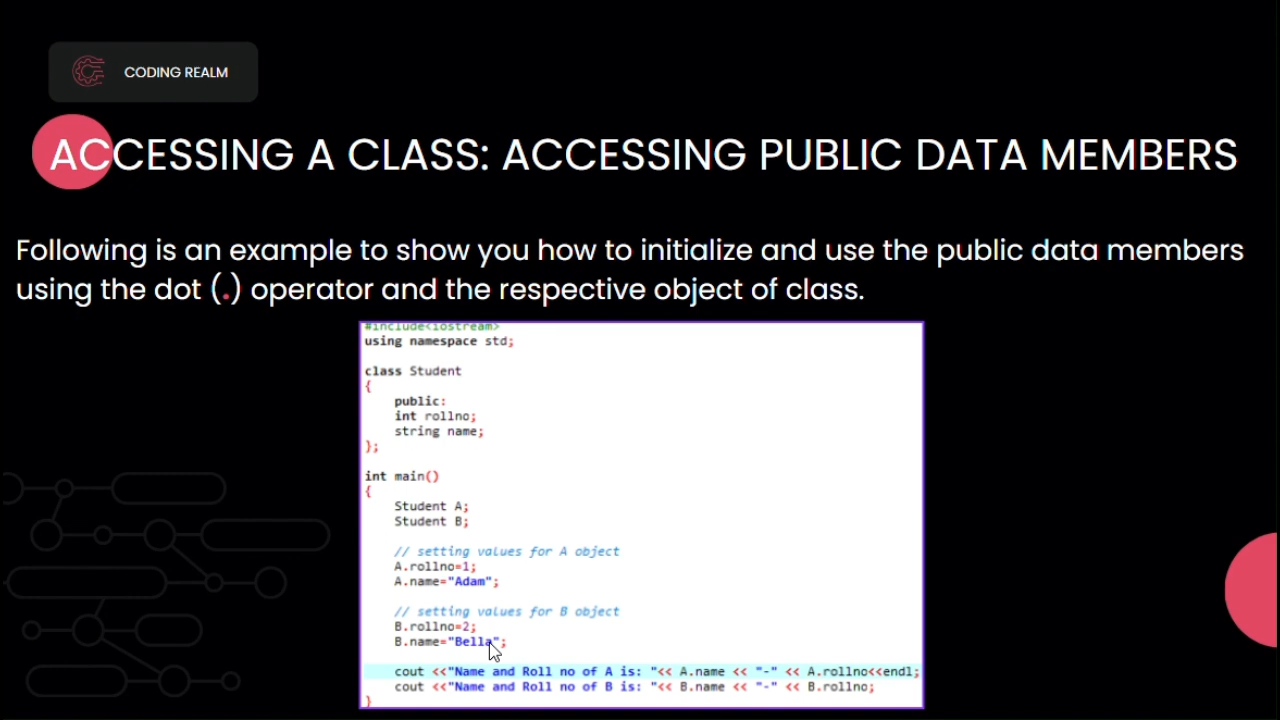 CODING REALM
ACCESSING A CLASS: ACCESSING PUBLIC DATA MEMBERS
Following is an example to show you how to initialize and use the public data members
using the dot (.) operator and the respective object of class.
#include<iostream>
using namespace std;
class Student
{
public:
int rollno;
string name;
};
int main()
{
Student A;
Student B;
// setting values for A object
A.rollno=1;
A.name="Adam";
// setting values for B object
B.rollno=2;
B.name="Bella";
cout <<"Name and Roll no of A is: "<< A.name << "-" << A.rollno<<endl;
cout <<"Name and Roll no of B is: "<< B.name << "-" << B.rollno;
}